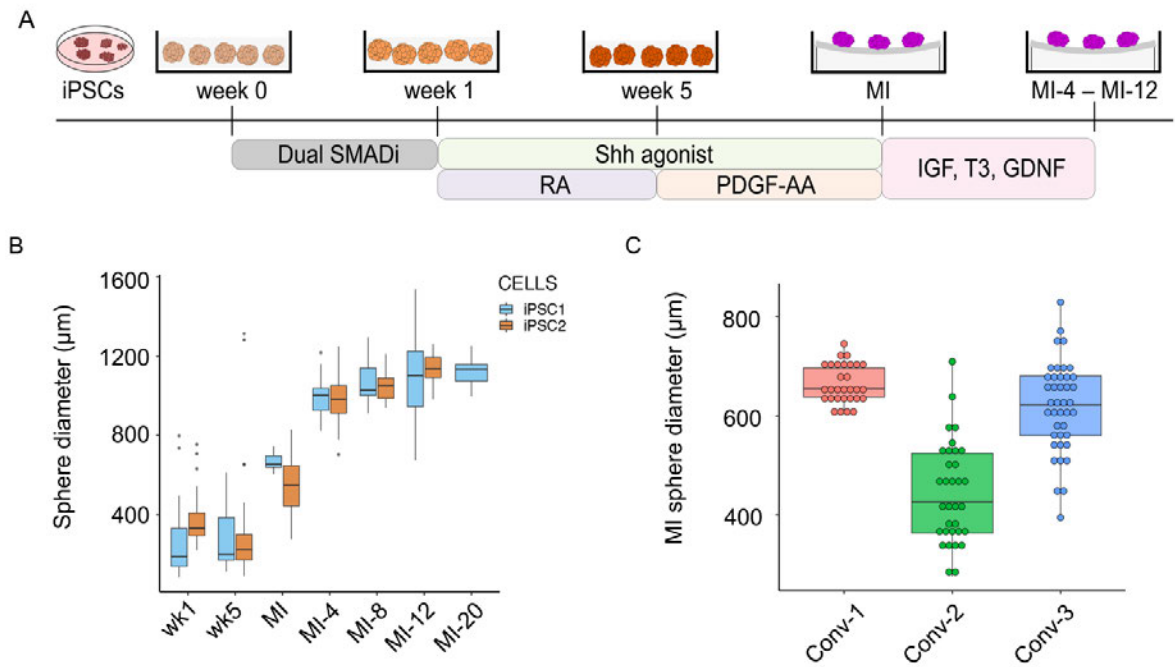 A
iPSCs
week 0
week 1
week 5
MI
MI-4 – MI-12
Dual SMADi
Shh agonist
IGF, T3, GDNF
RA
PDGF-AA
B
Sphere diameter (μm)
1600
1200
800
400
CELLS
iPSC1
iPSC2
wk1
wk5
MI
MI-4
MI-8
MI-12
MI-20
C
MI sphere diameter (μm)
800
600
400
Conv-1
Conv-2
Conv-3